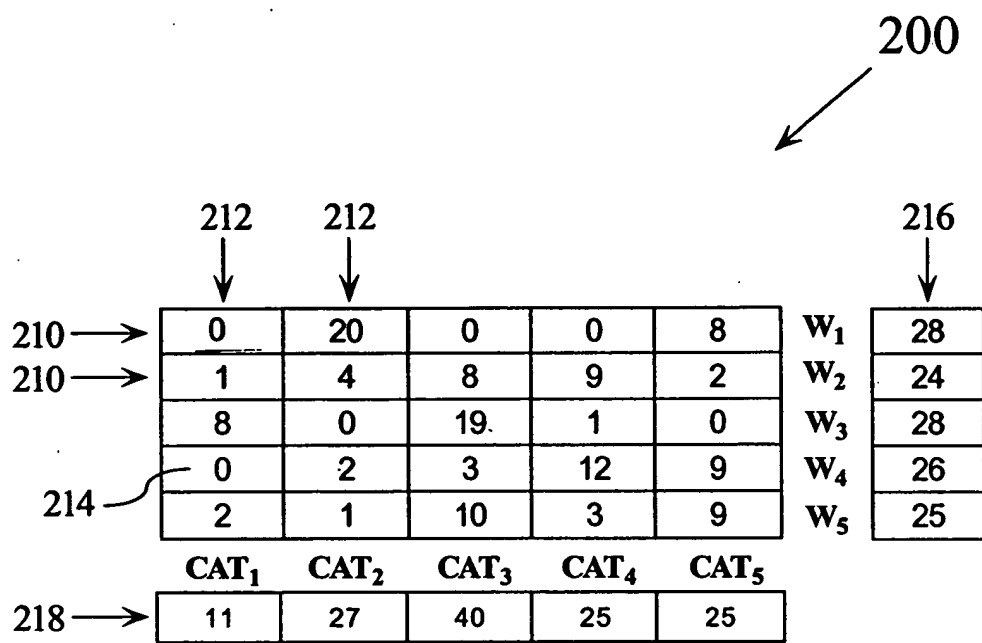 200
212 212 216
210 0 20 0 0 8 W₁ 28
210 1 4 8 9 2 W₂ 24
8 0 19 1 0 W₃ 28
214 0 2 3 12 9 W₄ 26
2 1 10 3 9 W₅ 25
CAT₁ CAT₂ CAT₃ CAT₄ CAT₅
218 11 27 40 25 25